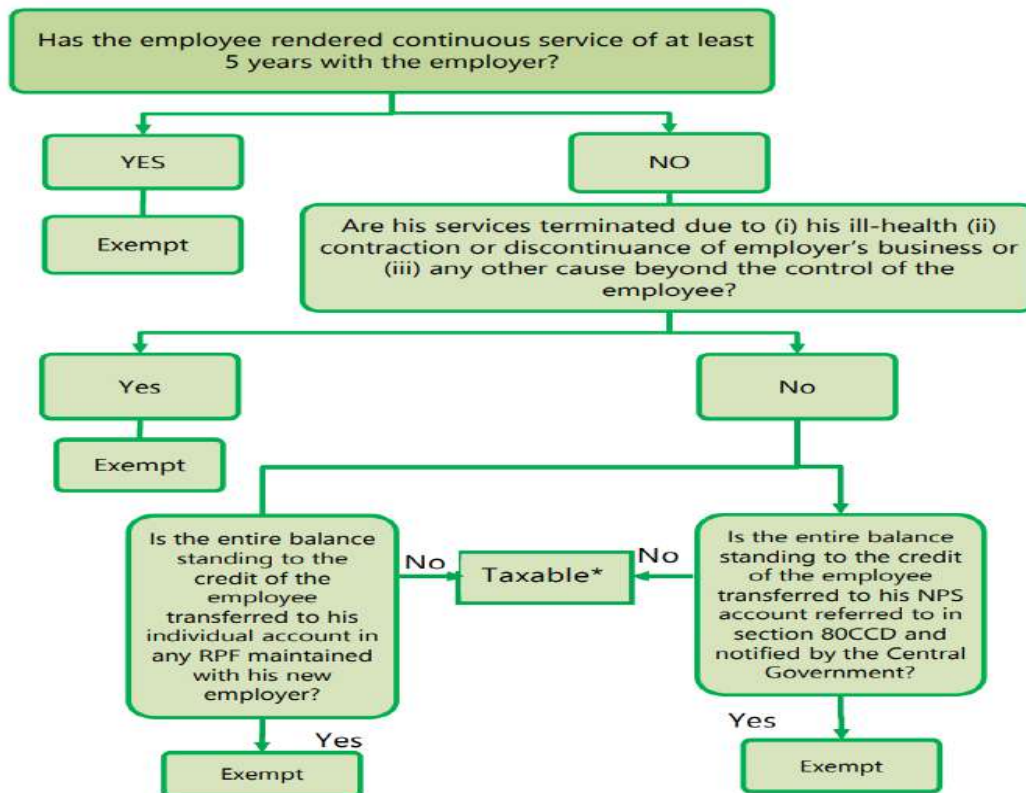 Has the employee rendered continuous service of at least
5 years with the employer?
YES
NO
Exempt
Are his services terminated due to (i) his ill-health (ii)
contraction or discontinuance of employer's business or
(iii) any other cause beyond the control of the
employee?
Yes
No
Exempt
Is the entire balance
standing to the
credit of the
employee
transferred to his
individual account in
any RPF maintained
with his new
employer?
No
Taxable*
No
Is the entire balance
standing to the credit
of the employee
transferred to his NPS
account referred to in
section 80CCD and
notified by the Central
Government?
Yes
Exempt
Yes
Exempt